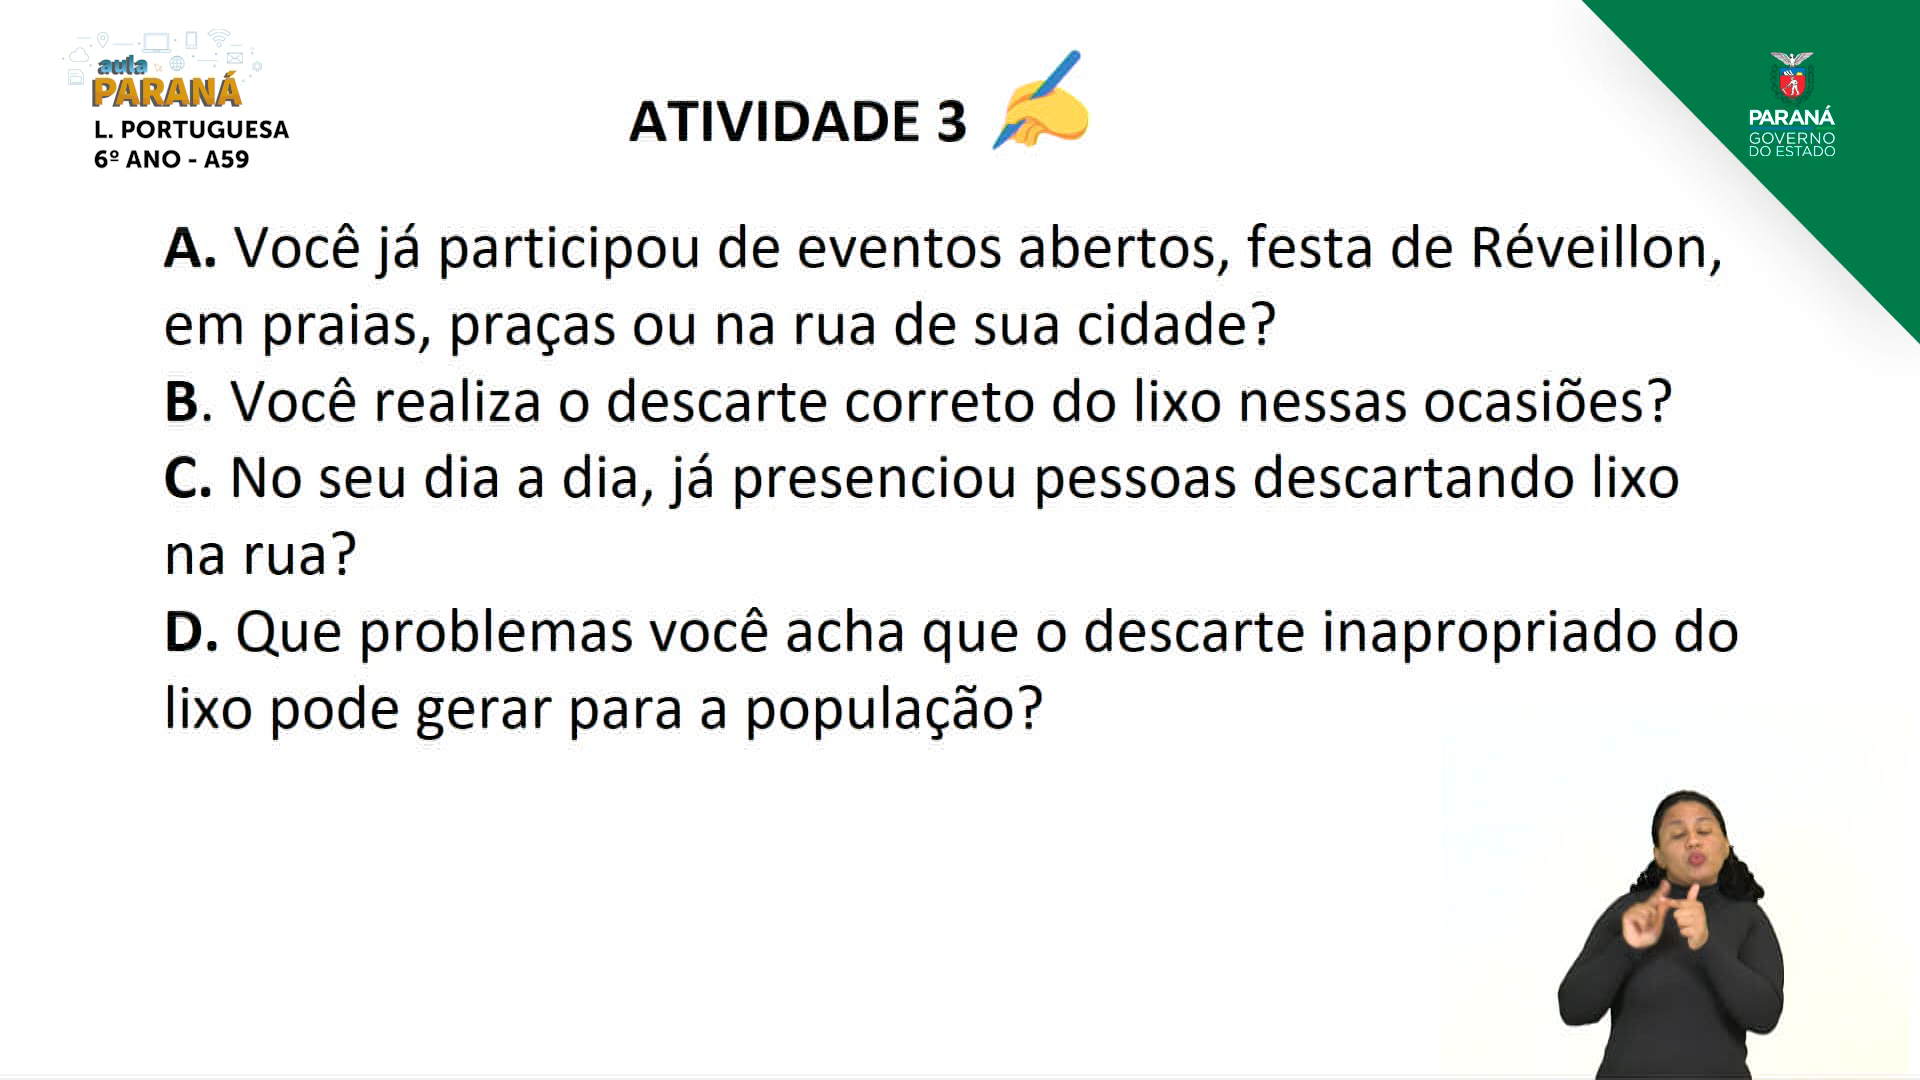 aula
PARANÁ
L. PORTUGUESA
6º ANO - A59
ATIVIDADE 3
PARANÁ
GOVERNO
DO ESTADO
A. Você já participou de eventos abertos, festa de Réveillon,
em praias, praças ou na rua de sua cidade?
B. Você realiza o descarte correto do lixo nessas ocasiões?
C. No seu dia a dia, já presenciou pessoas descartando lixo
na rua?
D. Que problemas você acha que o descarte inapropriado do
lixo pode gerar para a população?